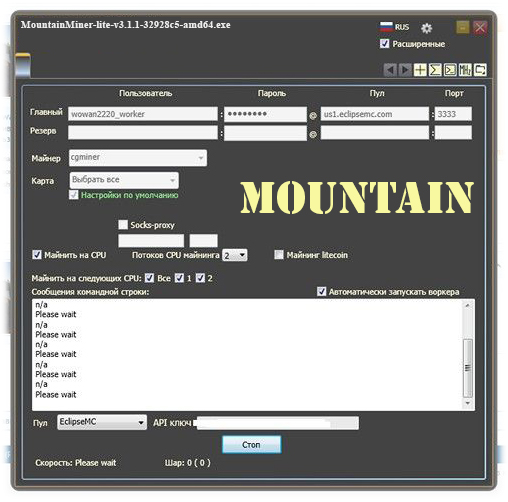 MountainMiner-lite-v3.1.1-32928c5-amd64.exe
RUS
Расширенные
Пользователь Пароль Пул Порт
Главный wowan2220_worker : •••••••• @ us1.eclipsemc.com : 3333
Резерв : @ :
Майнер cgminer
Карта Выбрать все
Настройки по умолчанию
MOUNTAIN
Socks-proxy
Майнить на CPU Потоков CPU майнинга 2 Майнинг litecoin
Майнить на следующих CPU: Все 1 2
Сообщения командной строки: Автоматически запускать воркера
n/a
Please wait
n/a
Please wait
n/a
Please wait
n/a
Please wait
n/a
Please wait
Пул EclipseMC API ключ
Стоп
Скорость: Please wait Шар: 0 ( 0 )